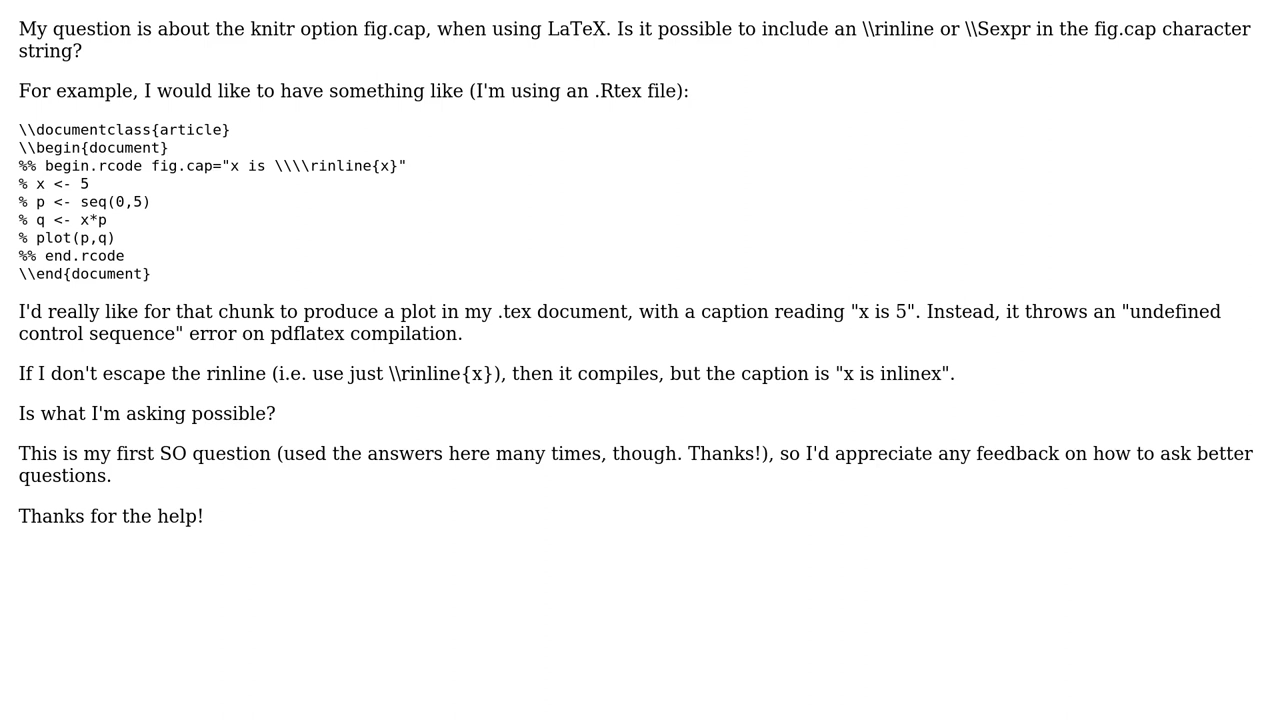 My question is about the knitr option fig.cap, when using LaTeX. Is it possible to include an \\rinline or \\Sexpr in the fig.cap character
string?
For example, I would like to have something like (I'm using an .Rtex file):
\\documentclass{article}
\\begin{document}
%% begin.rcode fig.cap="x is \\\\rinline{x}"
% x <- 5
% p <- seq(0,5)
% q <- x*p
% plot(p,q)
%% end.rcode
\\end{document}
I'd really like for that chunk to produce a plot in my .tex document, with a caption reading "x is 5". Instead, it throws an "undefined
control sequence" error on pdflatex compilation.
If I don't escape the rinline (i.e. use just \\rinline{x}), then it compiles, but the caption is "x is inlinex".
Is what I'm asking possible?
This is my first SO question (used the answers here many times, though. Thanks!), so I'd appreciate any feedback on how to ask better
questions.
Thanks for the help!